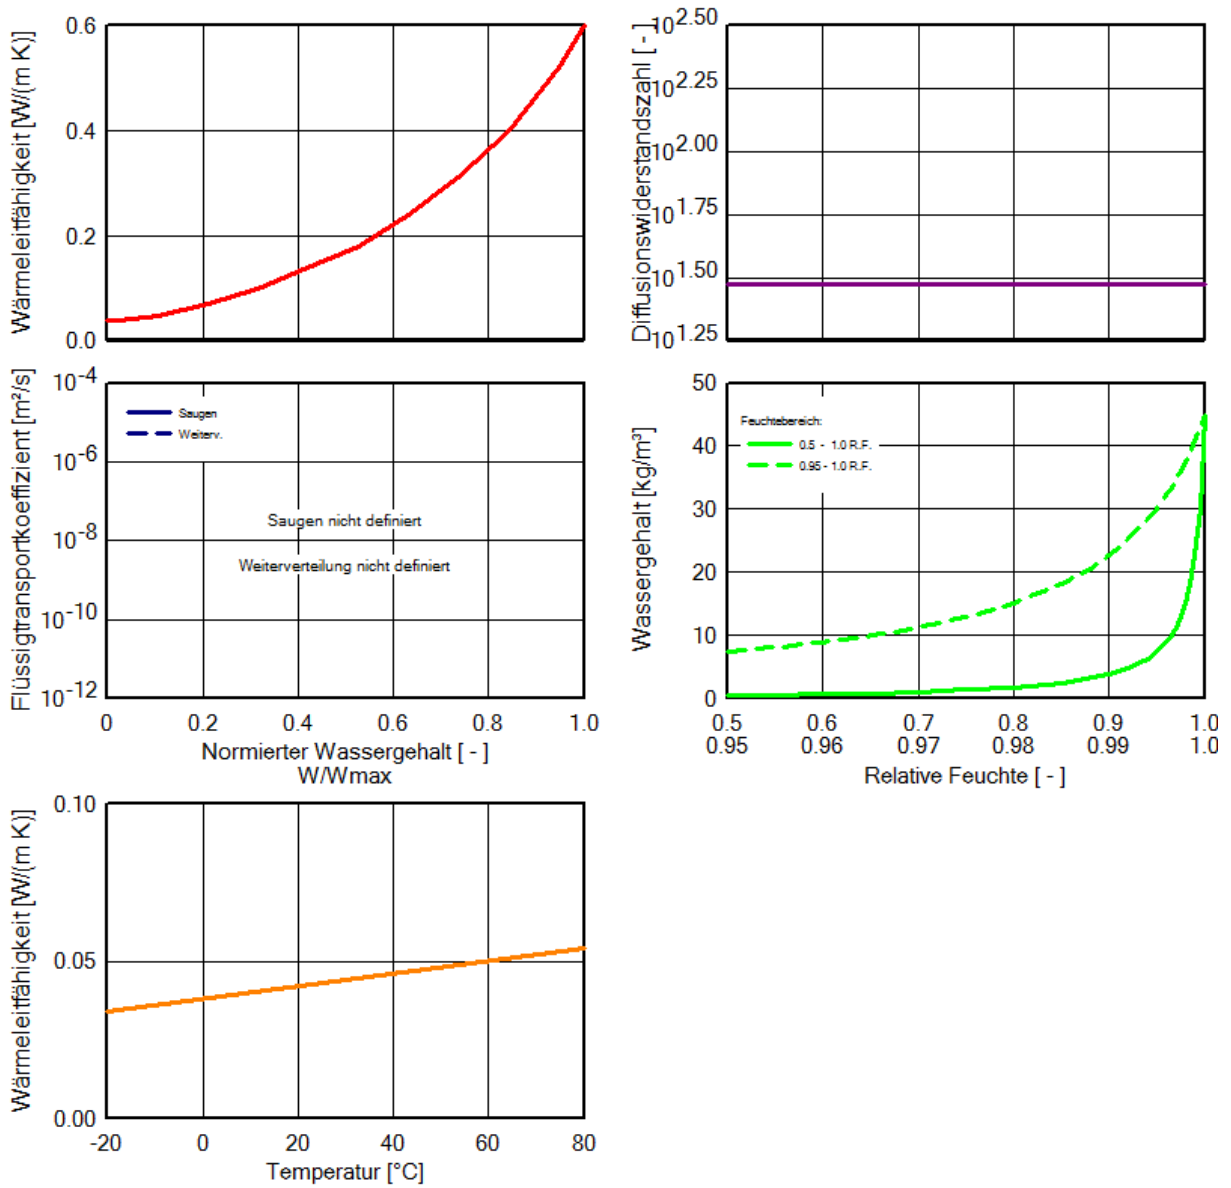 Wärmeleitfähigkeit [W/(m K)]
0.6
0.4
0.2
0.0
Diffusionswiderstandszahl [ - ]
10^2.50
10^2.25
10^2.00
10^1.75
10^1.50
10^1.25
Flüssigtransportkoeffizient [m²/s]
10^-4
10^-6
10^-8
10^-10
10^-12
Saugen
Weiterv.
Saugen nicht definiert
Weiterverteilung nicht definiert
0 0.2 0.4 0.6 0.8 1.0
Normierter Wassergehalt [ - ]
W/Wmax
Wassergehalt [kg/m³]
50
40
30
20
10
0
Feuchtebereich:
0.5 - 1.0 R.F.
0.95 - 1.0 R.F.
0.5 0.6 0.7 0.8 0.9 1.0
0.95 0.96 0.97 0.98 0.99 1.0
Relative Feuchte [ - ]
Wärmeleitfähigkeit [W/(m K)]
0.10
0.05
0.00
-20 0 20 40 60 80
Temperatur [°C]